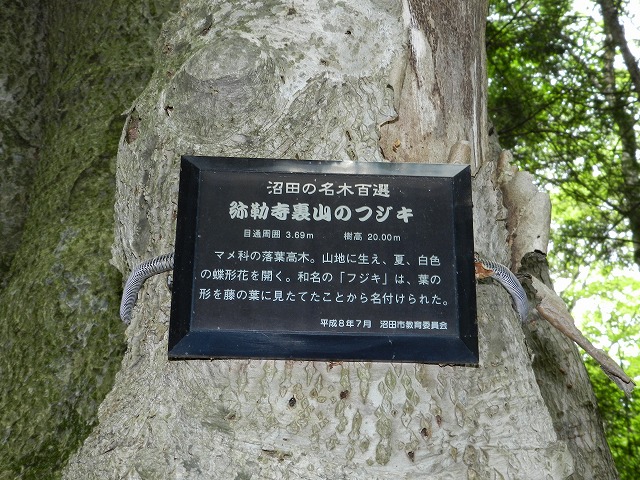 沼田の名木百選
弥勒寺裏山のフジキ
目通周囲 3.69m 樹高 20.00m
マメ科の落葉高木。山地に生え、夏、白色
の蝶形花を開く。和名の「フジキ」は、葉の
形を藤の葉に見たてたことから名付けられた。
平成8年7月 沼田市教育委員会